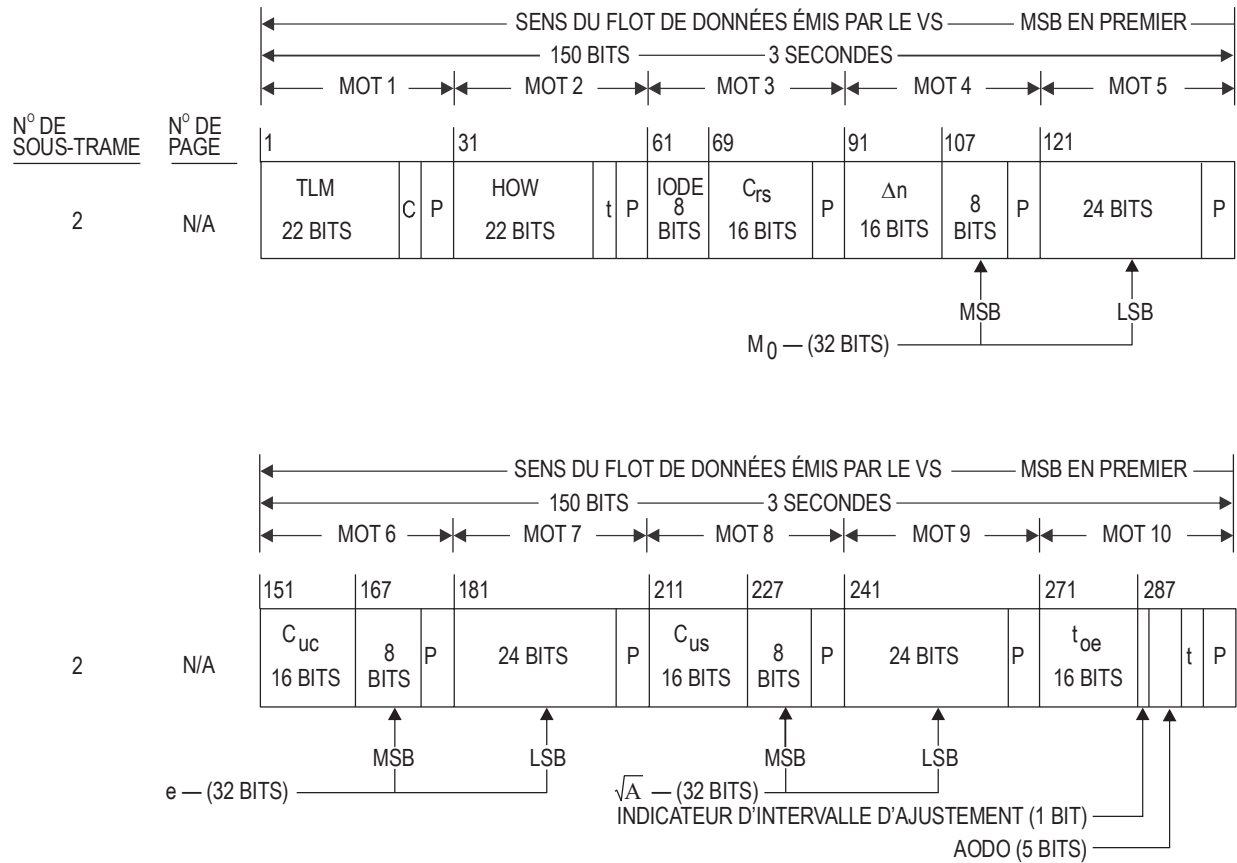 SENS DU FLOT DE DONNÉES ÉMIS PAR LE VS MSB EN PREMIER
150 BITS 3 SECONDES
MOT 1 MOT 2 MOT 3 MOT 4 MOT 5
N° DE SOUS-TRAME
N° DE PAGE
1 31 61 69 91 107 121
2 N/A
TLM 22 BITS C P
HOW 22 BITS t P
IODE 8 BITS
Crs 16 BITS P
Δn 16 BITS
8 BITS P
24 BITS P
MSB LSB
M0 — (32 BITS)
SENS DU FLOT DE DONNÉES ÉMIS PAR LE VS MSB EN PREMIER
150 BITS 3 SECONDES
MOT 6 MOT 7 MOT 8 MOT 9 MOT 10
151 167 181 211 227 241 271 287
2 N/A
Cuc 16 BITS
8 BITS P
24 BITS P
Cus 16 BITS
8 BITS P
24 BITS P
toe 16 BITS
t P
MSB LSB MSB LSB
e — (32 BITS) √A — (32 BITS)
INDICATEUR D'INTERVALLE D'AJUSTEMENT (1 BIT)
AODO (5 BITS)